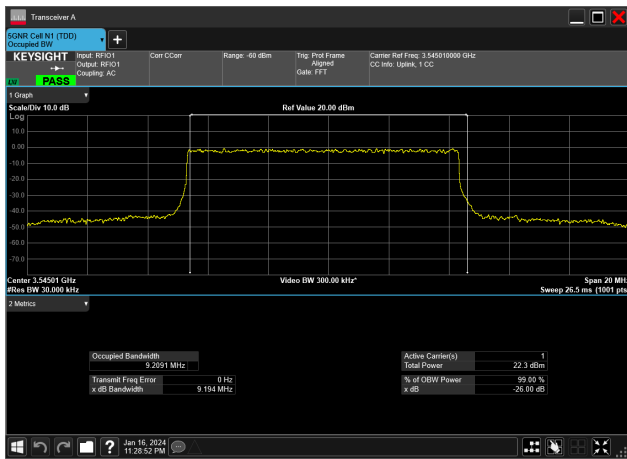 Transceiver A
5GNR Cell N1 (TDD)
Occupied BW
+
KEYSIGHT
LXI
PASS
Input: RFIO1
Output: RFIO1
Coupling: AC
Corr CCorr
Range: -60 dBm
Trig: Prot Frame
Aligned
Gate: FFT
Carrier Ref Freq: 3.545010000 GHz
CC Info: Uplink, 1 CC
1 Graph
Scale/Div 10.0 dB
Ref Value 20.00 dBm
Log
10.0
0.00
-10.0
-20.0
-30.0
-40.0
-50.0
-60.0
-70.0
Center 3.54501 GHz
Video BW 300.00 kHz*
Span 20 MH
#Res BW 30.000 kHz
Sweep 26.5 ms (1001 pts
2 Metrics
Occupied Bandwidth
9.2091 MHz
Transmit Freq Error 0 Hz
x dB Bandwidth 9.194 MHz
Active Carrier(s) 1
Total Power 22.3 dBm
% of OBW Power 99.00 %
x dB -26.00 dB
?
Jan 16, 2024
11:28:52 PM